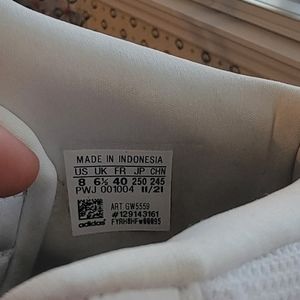 MADE IN INDONESIA
US UK FR JP CHN
8 6½ 40 250 245
PWJ 001004 11/21
ART GW5559
#129143161
adidas